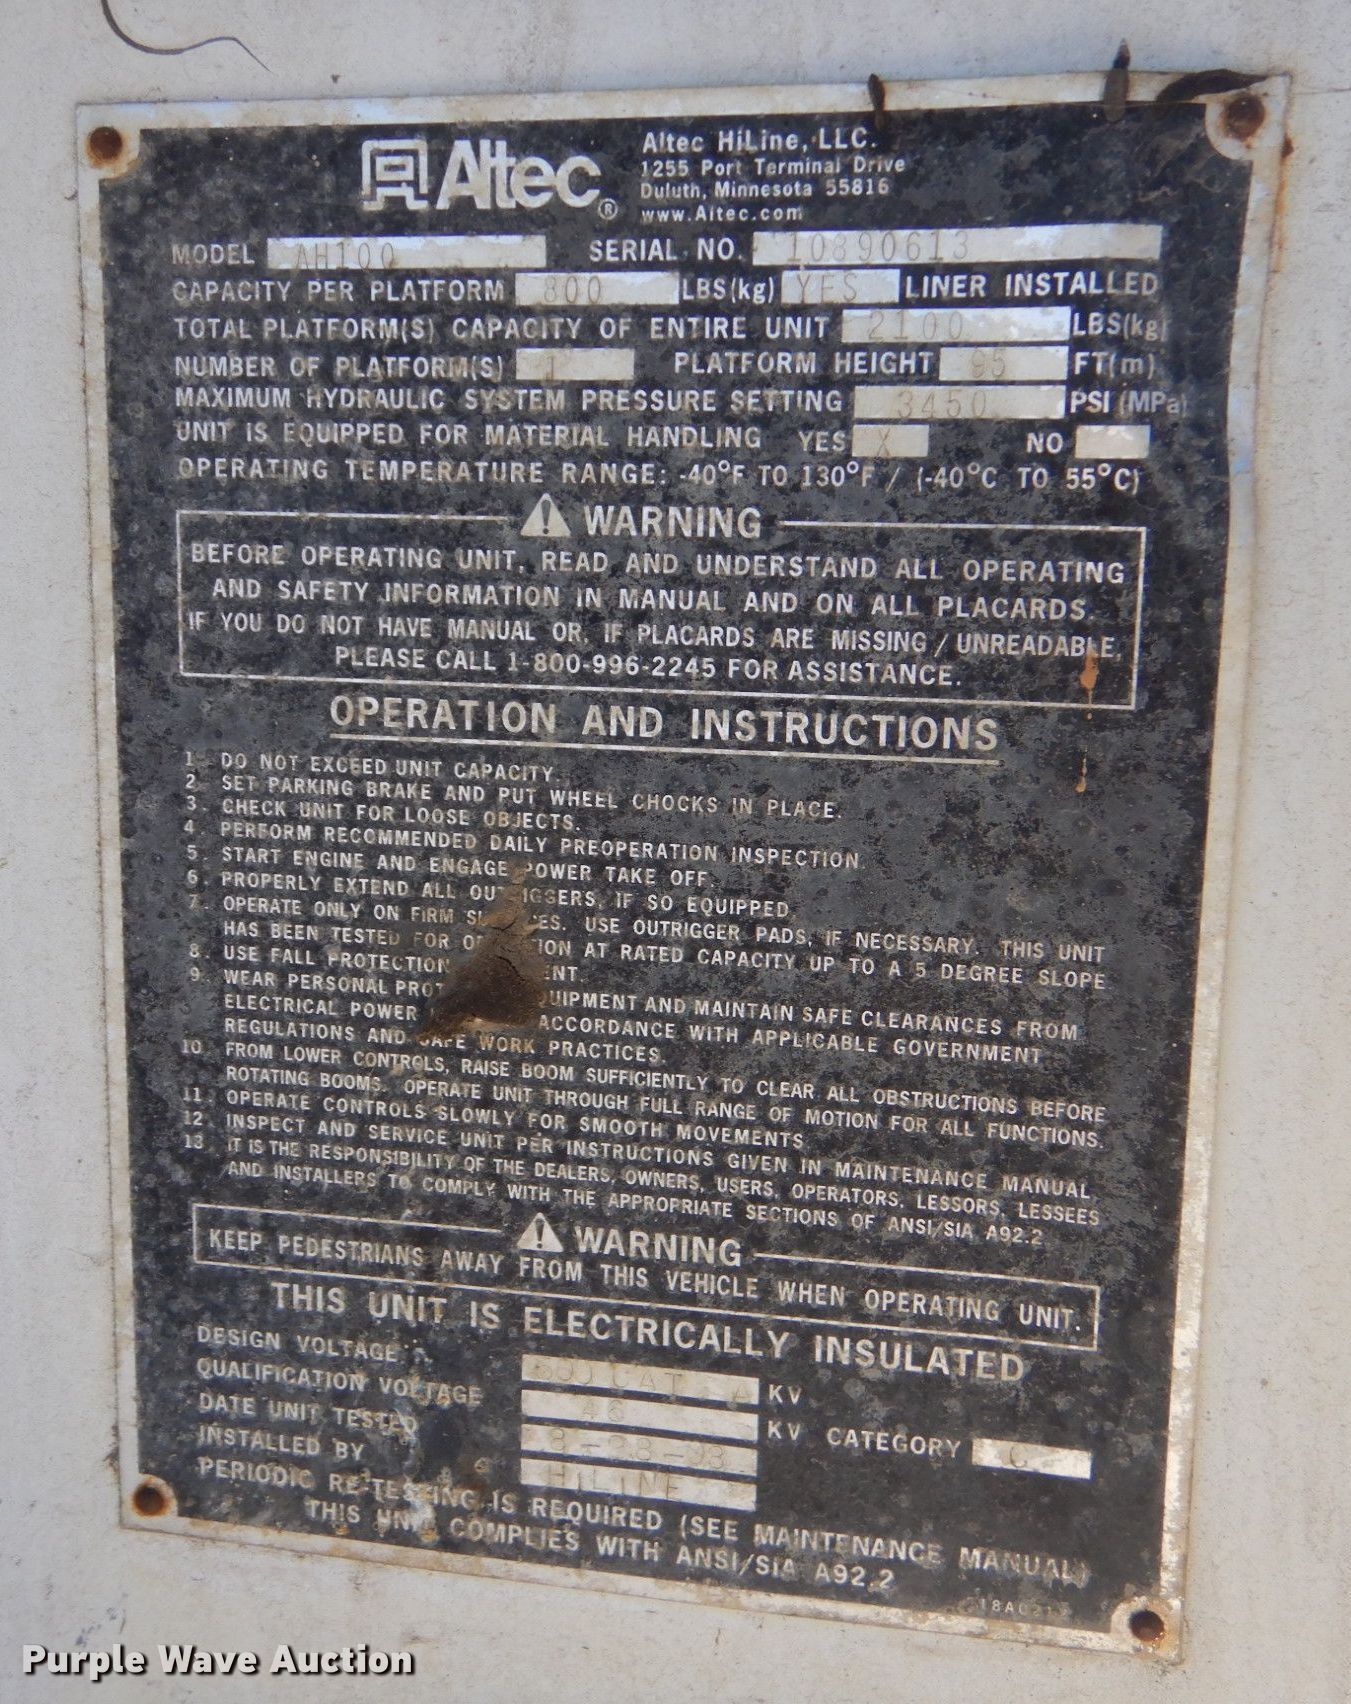 Altec®
Altec HiLine, LLC.
1255 Port Terminal Drive
Duluth, Minnesota 55816
www.Altec.com
MODEL AH100 SERIAL NO. 10890613
CAPACITY PER PLATFORM 800 LBS(kg) YES LINER INSTALLED
TOTAL PLATFORM(S) CAPACITY OF ENTIRE UNIT 2100 LBS(kg)
NUMBER OF PLATFORM(S) 1 PLATFORM HEIGHT 95 FT(m)
MAXIMUM HYDRAULIC SYSTEM PRESSURE SETTING 3450 PSI (MPa)
UNIT IS EQUIPPED FOR MATERIAL HANDLING YES X NO
OPERATING TEMPERATURE RANGE: -40°F TO 130°F / (-40°C TO 55°C)
WARNING
BEFORE OPERATING UNIT, READ AND UNDERSTAND ALL OPERATING
AND SAFETY INFORMATION IN MANUAL AND ON ALL PLACARDS.
IF YOU DO NOT HAVE MANUAL OR, IF PLACARDS ARE MISSING / UNREADABLE,
PLEASE CALL 1-800-996-2245 FOR ASSISTANCE.
OPERATION AND INSTRUCTIONS
1. DO NOT EXCEED UNIT CAPACITY.
2. SET PARKING BRAKE AND PUT WHEEL CHOCKS IN PLACE.
3. CHECK UNIT FOR LOOSE OBJECTS.
4. PERFORM RECOMMENDED DAILY PREOPERATION INSPECTION
5. START ENGINE AND ENGAGE POWER TAKE OFF.
6. PROPERLY EXTEND ALL OUTRIGGERS, IF SO EQUIPPED
7. OPERATE ONLY ON FIRM SURFACES. USE OUTRIGGER PADS, IF NECESSARY. THIS UNIT
HAS BEEN TESTED FOR OPERATION AT RATED CAPACITY UP TO A 5 DEGREE SLOPE
8. USE FALL PROTECTION
9. WEAR PERSONAL PROTECTIVE EQUIPMENT AND MAINTAIN SAFE CLEARANCES FROM
ELECTRICAL POWER ACCORDANCE WITH APPLICABLE GOVERNMENT
REGULATIONS AND SAFE WORK PRACTICES.
10. FROM LOWER CONTROLS, RAISE BOOM SUFFICIENTLY TO CLEAR ALL OBSTRUCTIONS BEFORE
ROTATING BOOMS. OPERATE UNIT THROUGH FULL RANGE OF MOTION FOR ALL FUNCTIONS.
11. OPERATE CONTROLS SLOWLY FOR SMOOTH MOVEMENTS
12. INSPECT AND SERVICE UNIT PER INSTRUCTIONS GIVEN IN MAINTENANCE MANUAL.
13. IT IS THE RESPONSIBILITY OF THE DEALERS, OWNERS, USERS, OPERATORS, LESSORS, LESSEES
AND INSTALLERS TO COMPLY WITH THE APPROPRIATE SECTIONS OF ANSI/SIA A92.2
WARNING
KEEP PEDESTRIANS AWAY FROM THIS VEHICLE WHEN OPERATING UNIT.
THIS UNIT IS ELECTRICALLY INSULATED
DESIGN VOLTAGE CAT A KV
QUALIFICATION VOLTAGE 46 KV CATEGORY C
DATE UNIT TESTED
INSTALLED BY HiLINE
PERIODIC RE-TESTING IS REQUIRED (SEE MAINTENANCE MANUAL)
THIS UNIT COMPLIES WITH ANSI/SIA A92.2
Purple Wave Auction